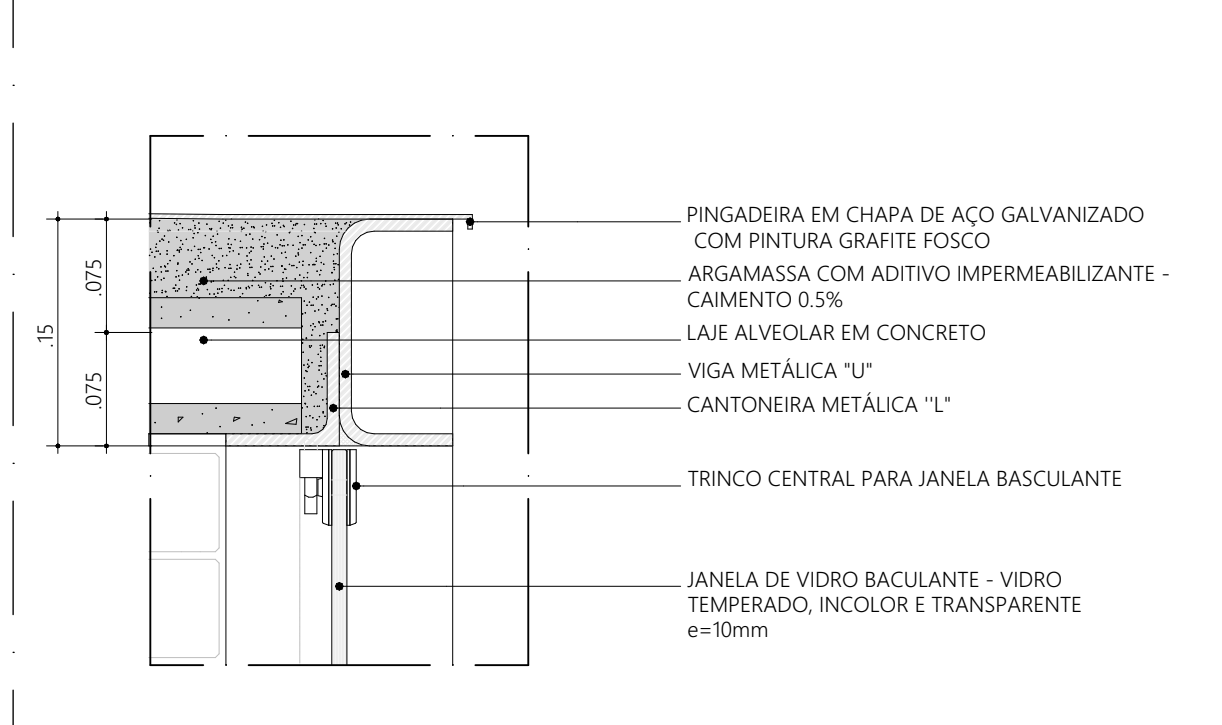 PINGADEIRA EM CHAPA DE AÇO GALVANIZADO
COM PINTURA GRAFITE FOSCO
ARGAMASSA COM ADITIVO IMPERMEABILIZANTE -
CAIMENTO 0.5%
LAJE ALVEOLAR EM CONCRETO
VIGA METÁLICA "U"
CANTONEIRA METÁLICA ''L"
TRINCO CENTRAL PARA JANELA BASCULANTE
JANELA DE VIDRO BACULANTE - VIDRO
TEMPERADO, INCOLOR E TRANSPARENTE
e=10mm
.075
.15
.075